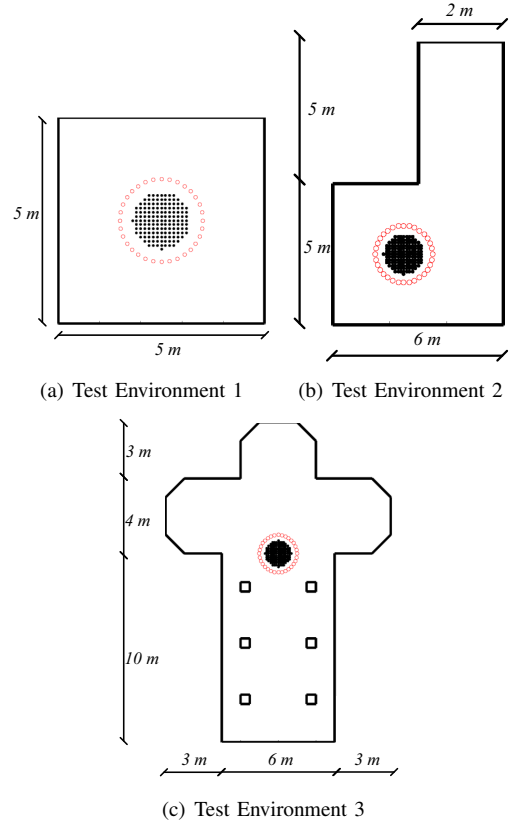 2 m
5 m
5 m
5 m
5 m
6 m
(a) Test Environment 1
(b) Test Environment 2
3 m
4 m
10 m
3 m
6 m
3 m
(c) Test Environment 3